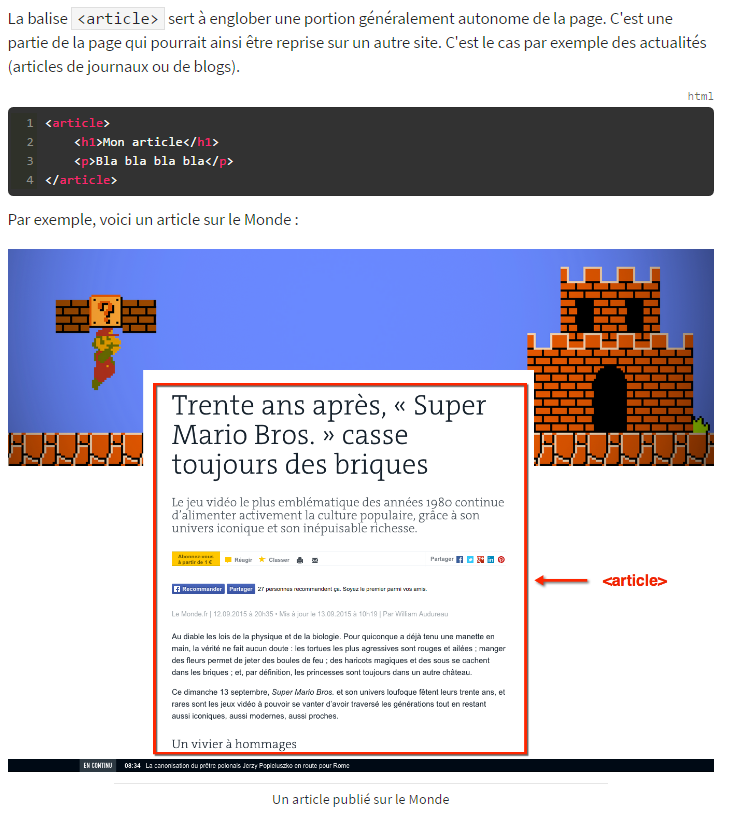 La balise <article> sert à englober une portion généralement autonome de la page. C'est une
partie de la page qui pourrait ainsi être reprise sur un autre site. C'est le cas par exemple des actualités
(articles de journaux ou de blogs).
html
1 <article>
2     <h1>Mon article</h1>
3     <p>Bla bla bla bla</p>
4 </article>
Par exemple, voici un article sur le Monde :
?
Trente ans après, « Super
Mario Bros. » casse
toujours des briques
Le jeu vidéo le plus emblématique des années 1980 continue
d'alimenter activement la culture populaire, grâce à son
univers iconique et son inépuisable richesse.
Abonnez-vous
à partir de 1 €
Réagir
Classer
Partager
Recommander
Partager
27 personnes recommandent ça. Soyez le premier parmi vos amis.
<article>
Le Monde.fr | 12.09.2015 à 20h35 • Mis à jour le 13.09.2015 à 10h19 | Par William Audureau
Au diable les lois de la physique et de la biologie. Pour quiconque a déjà tenu une manette en
main, la vérité ne fait aucun doute : les tortues les plus agressives sont rouges et ailées ; manger
des fleurs permet de jeter des boules de feu ; des haricots magiques et des sous se cachent
dans les briques ; et, par définition, les princesses sont toujours dans un autre château.
Ce dimanche 13 septembre, Super Mario Bros. et son univers loufoque fêtent leurs trente ans, et
rares sont les jeux vidéo à pouvoir se vanter d'avoir traversé les générations tout en restant
aussi iconiques, aussi modernes, aussi proches.
Un vivier à hommages
EN CONTINU 08:34 La canonisation du prêtre polonais Jerzy Popieluszko en route pour Rome
Un article publié sur le Monde